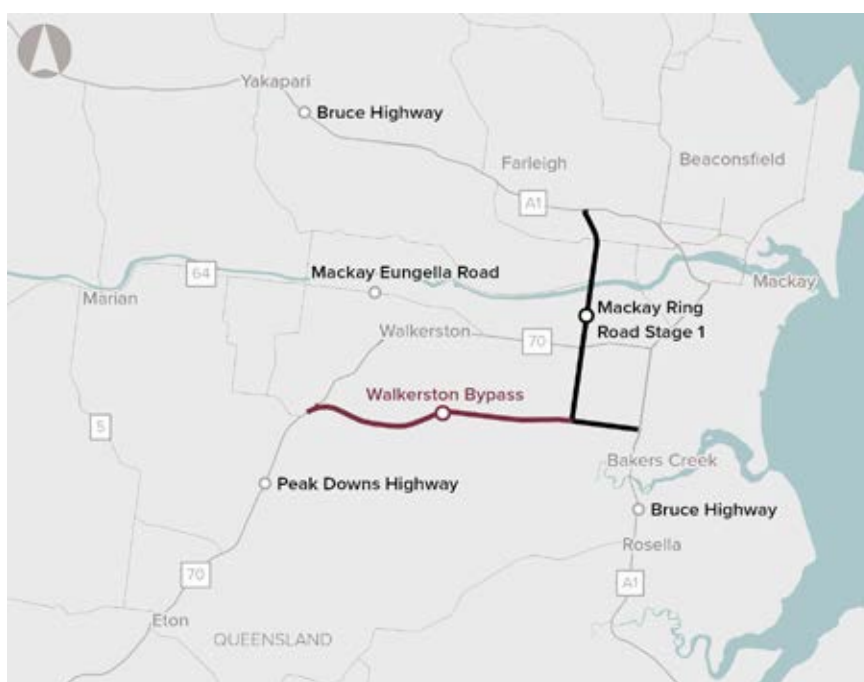 Yakapari
Bruce Highway
Farleigh
Beaconsfield
A1
64
Mackay Eungella Road
Mackay
Marian
Mackay Ring
Road Stage 1
Walkerston
70
Walkerston Bypass
5
Bakers Creek
Peak Downs Highway
Bruce Highway
Rosella
70
A1
Eton
QUEENSLAND